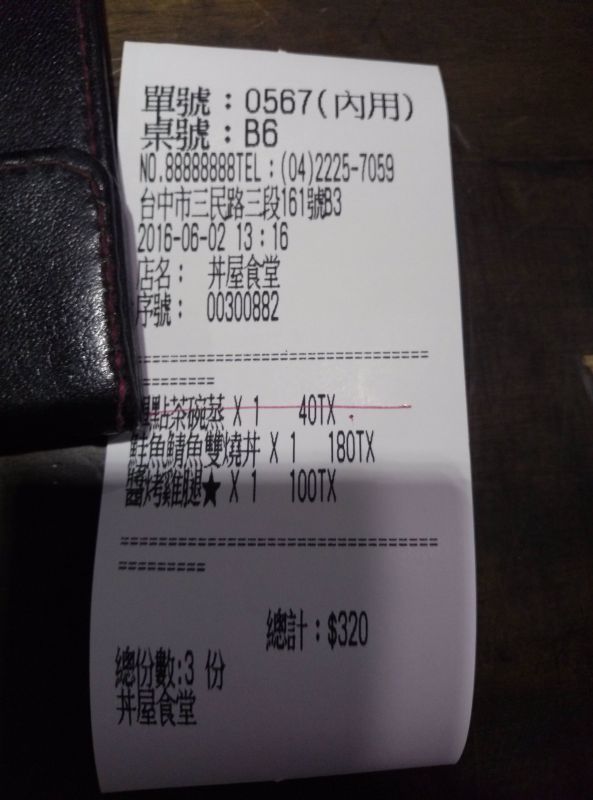 單號：0567(內用)
桌號：B6
NO.88888888TEL：(04)2225-7059
台中市三民路三段161號B3
2016-06-02 13：16
店名： 丼屋食堂
序號： 00300882
==================================
========
點茶碗蒸 X 1 40TX
鮭魚鯖魚雙燒丼 X 1 180TX
醬烤雞腿★ X 1 100TX
==================================
=========
總計：$320
總份數:3 份
丼屋食堂